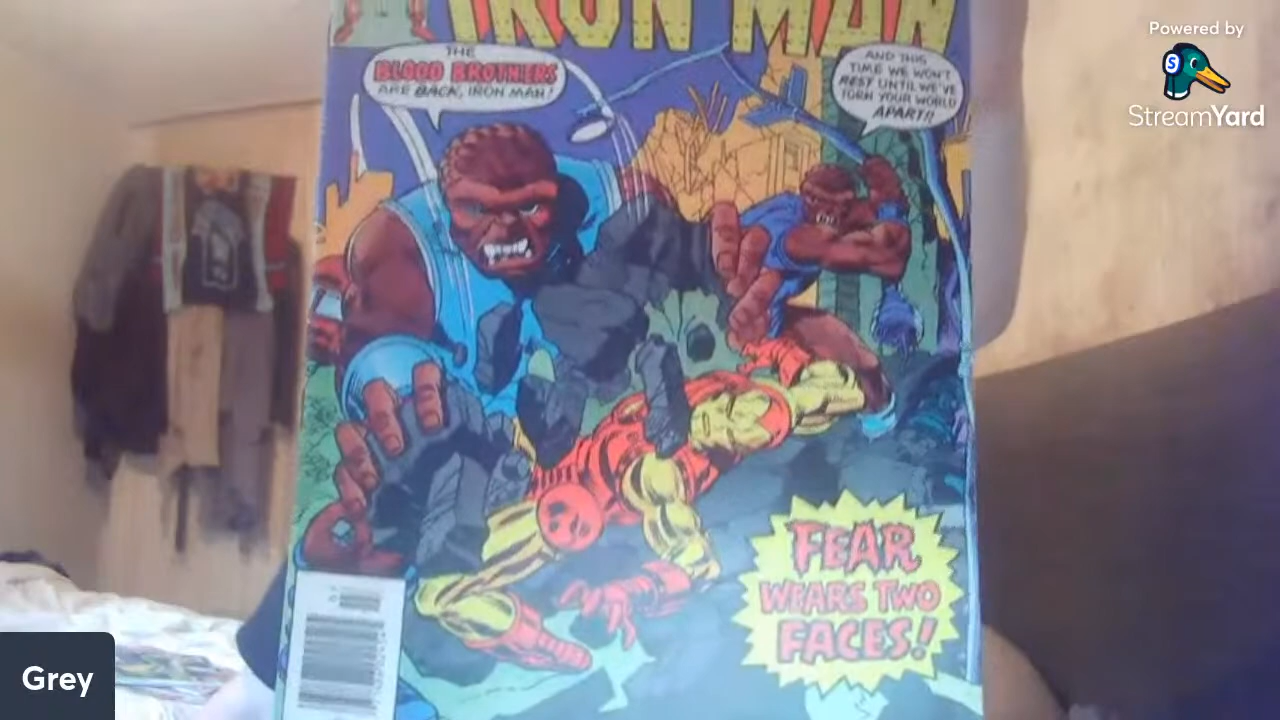 IRON MAN
THE
BLOOD BROTHERS
ARE BACK, IRON MAN!
AND THIS
TIME WE WON'T
REST UNTIL WE'VE
TORN YOUR WORLD
APART!!
FEAR
WEARS TWO
FACES!
Powered by
StreamYard
Grey